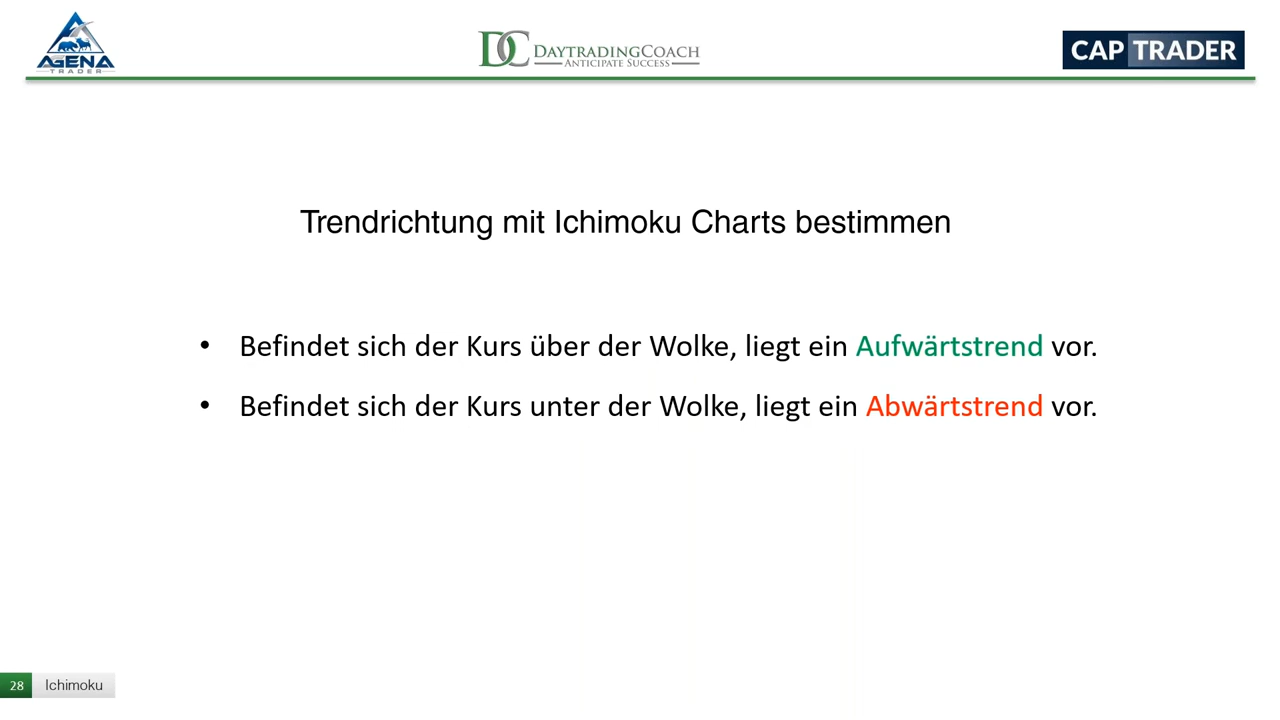 AGENA
TRADER
DC DAYTRADINGCOACH
ANTICIPATE SUCCESS
CAP TRADER
Trendrichtung mit Ichimoku Charts bestimmen
• Befindet sich der Kurs über der Wolke, liegt ein Aufwärtstrend vor.
• Befindet sich der Kurs unter der Wolke, liegt ein Abwärtstrend vor.
28 Ichimoku